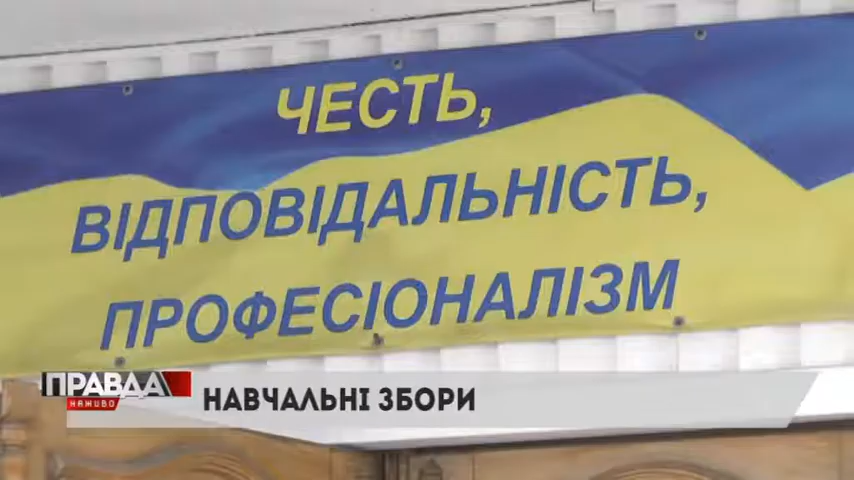 ЧЕСТЬ,
ВІДПОВІДАЛЬНІСТЬ,
ПРОФЕСІОНАЛІЗМ
ПРАВДА
НАЖИВО
НАВЧАЛЬНІ ЗБОРИ